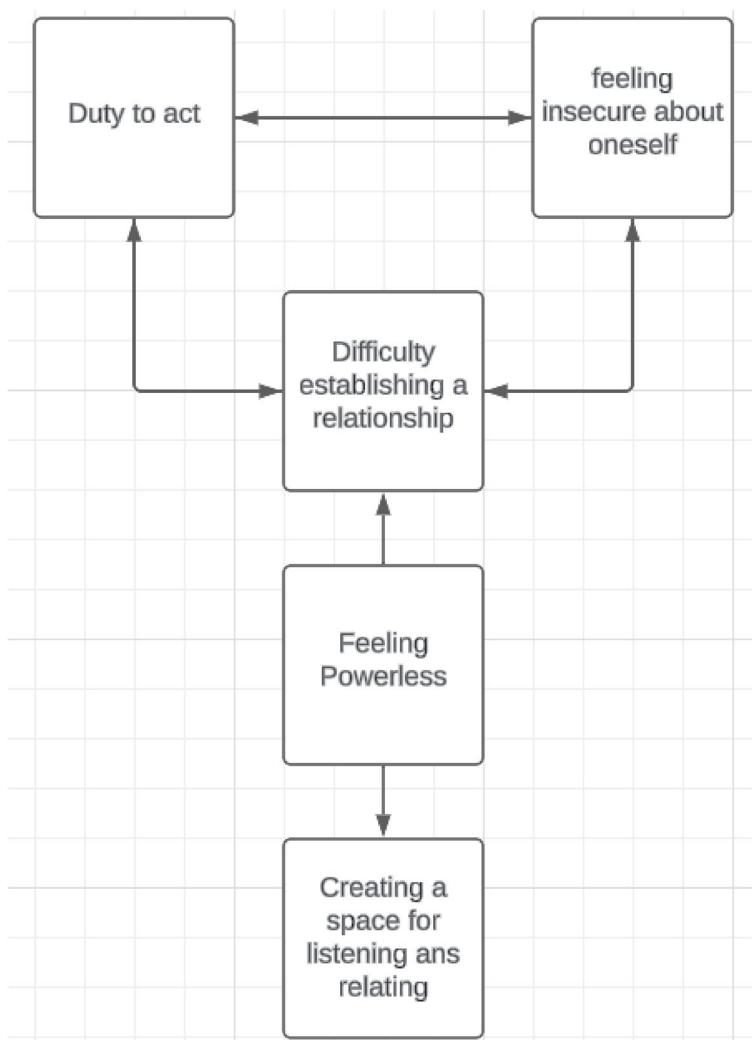 Duty to act
feeling
insecure about
oneself
Difficulty
establishing a
relationship
Feeling
Powerless
Creating a
space for
listening ans
relating